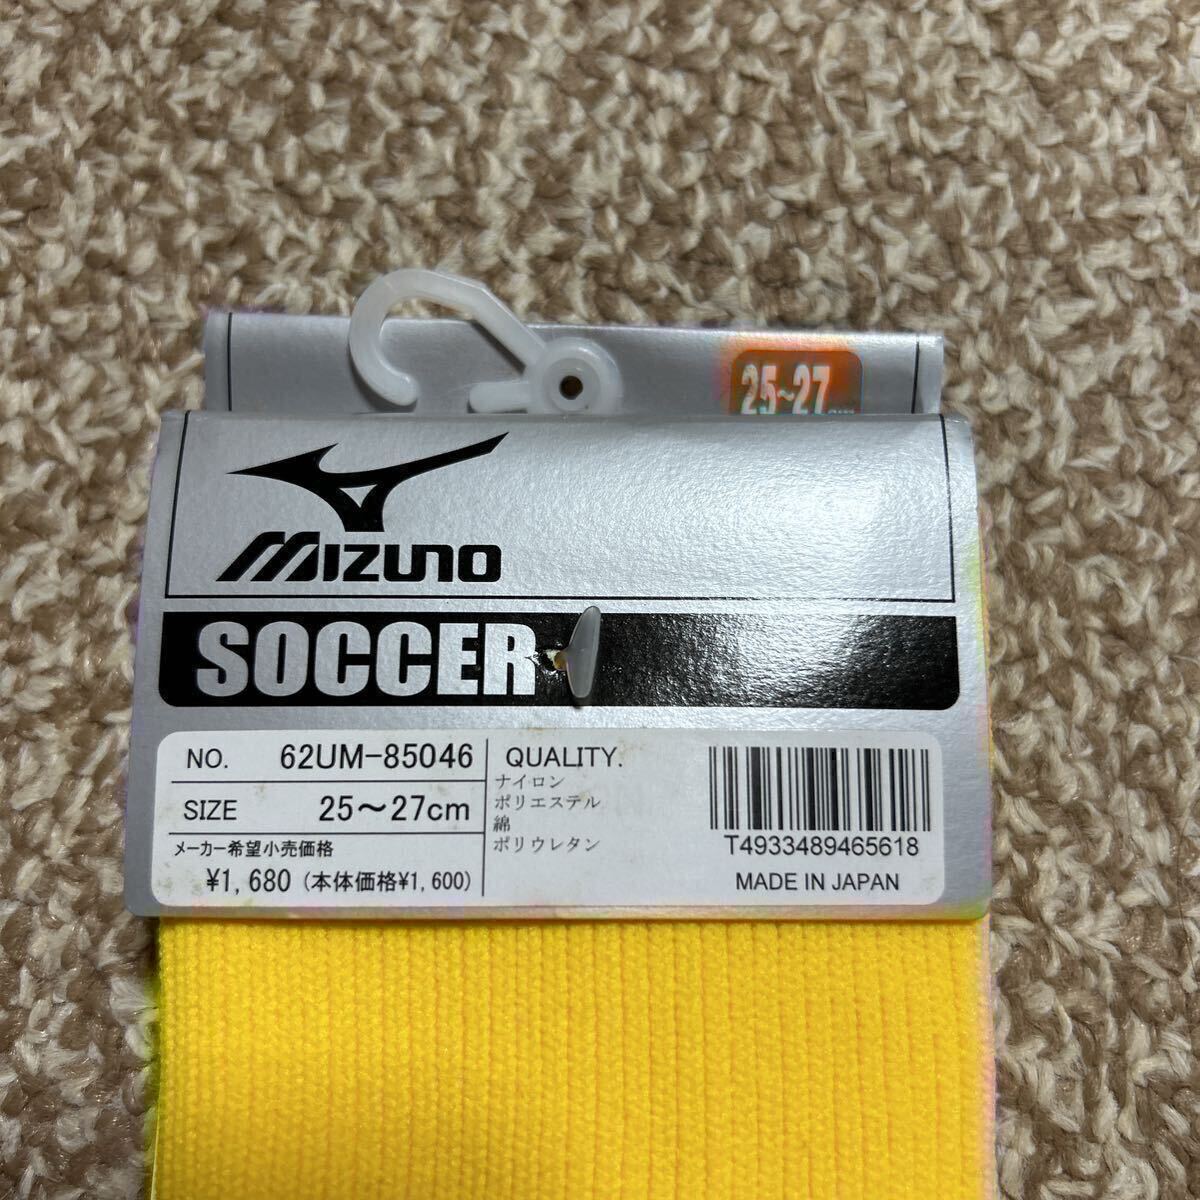 25~27
MIZUNO
SOCCER
NO. 62UM-85046
SIZE 25～27cm
メーカー希望小売価格
¥1,680 (本体価格¥1,600)
QUALITY.
ナイロン
ポリエステル
綿
ポリウレタン
T4933489465618
MADE IN JAPAN